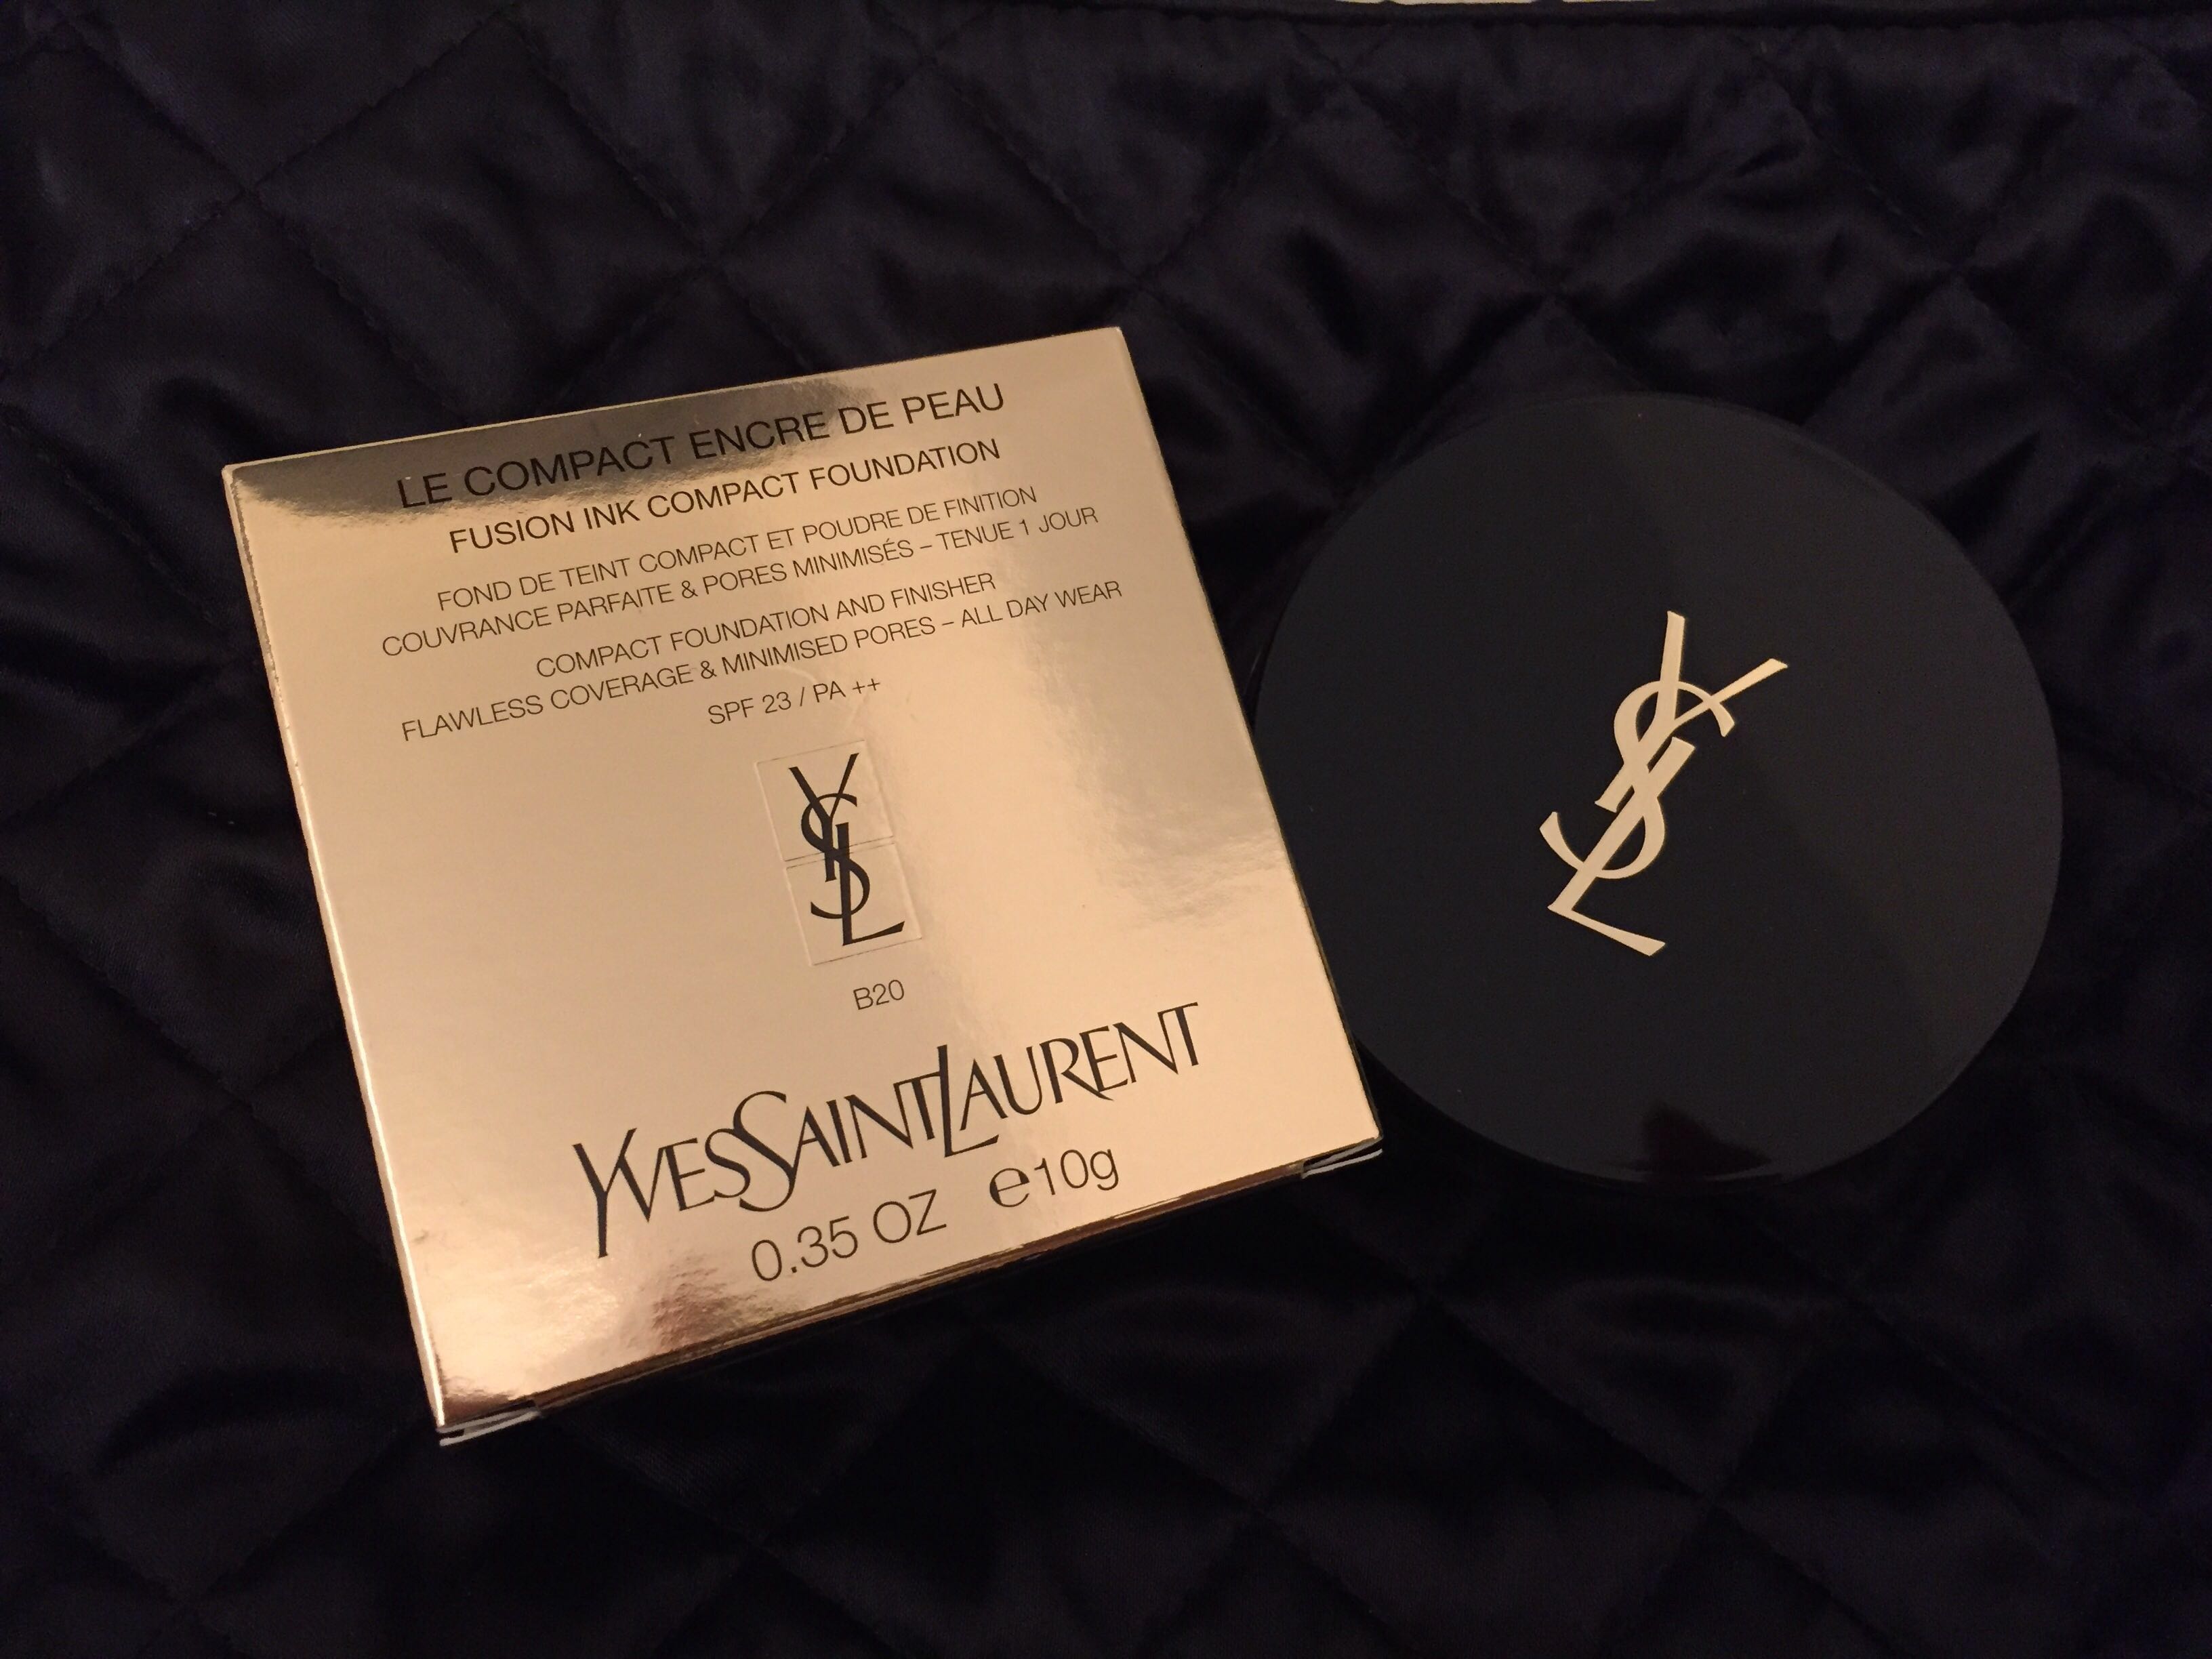 LE COMPACT ENCRE DE PEAU
FUSION INK COMPACT FOUNDATION
FOND DE TEINT COMPACT ET POUDRE DE FINITION
COUVRANCE PARFAITE & PORES MINIMISÉS – TENUE 1 JOUR
COMPACT FOUNDATION AND FINISHER
FLAWLESS COVERAGE & MINIMISED PORES – ALL DAY WEAR
SPF 23 / PA ++
YSL
B20
YVESSAINTLAURENT
0.35 OZ ℮10g
YSL